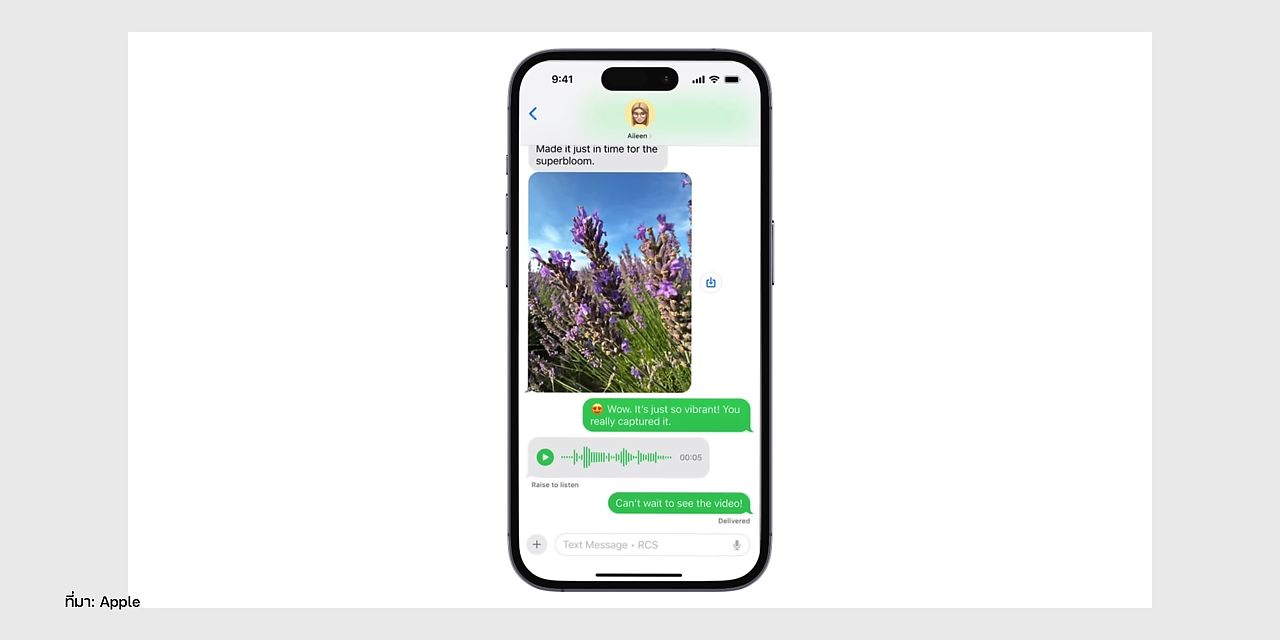 9:41
Aileen
Made it just in time for the
superbloom.
😍 Wow. It's just so vibrant! You
really captured it.
00:05
Raise to listen
Can't wait to see the video!
Delivered
Text Message • RCS
ที่มา: Apple